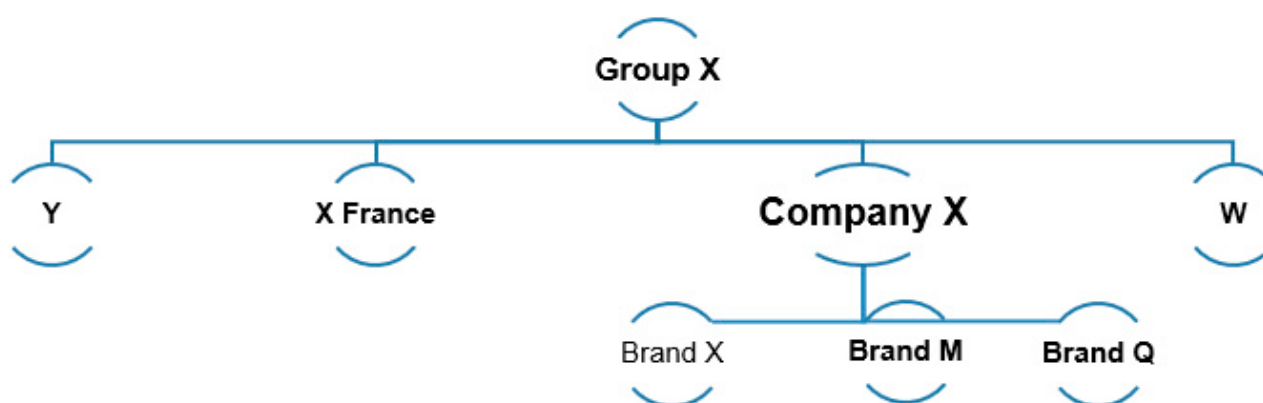 Group X
Y
X France
Company X
W
Brand X
Brand M
Brand Q